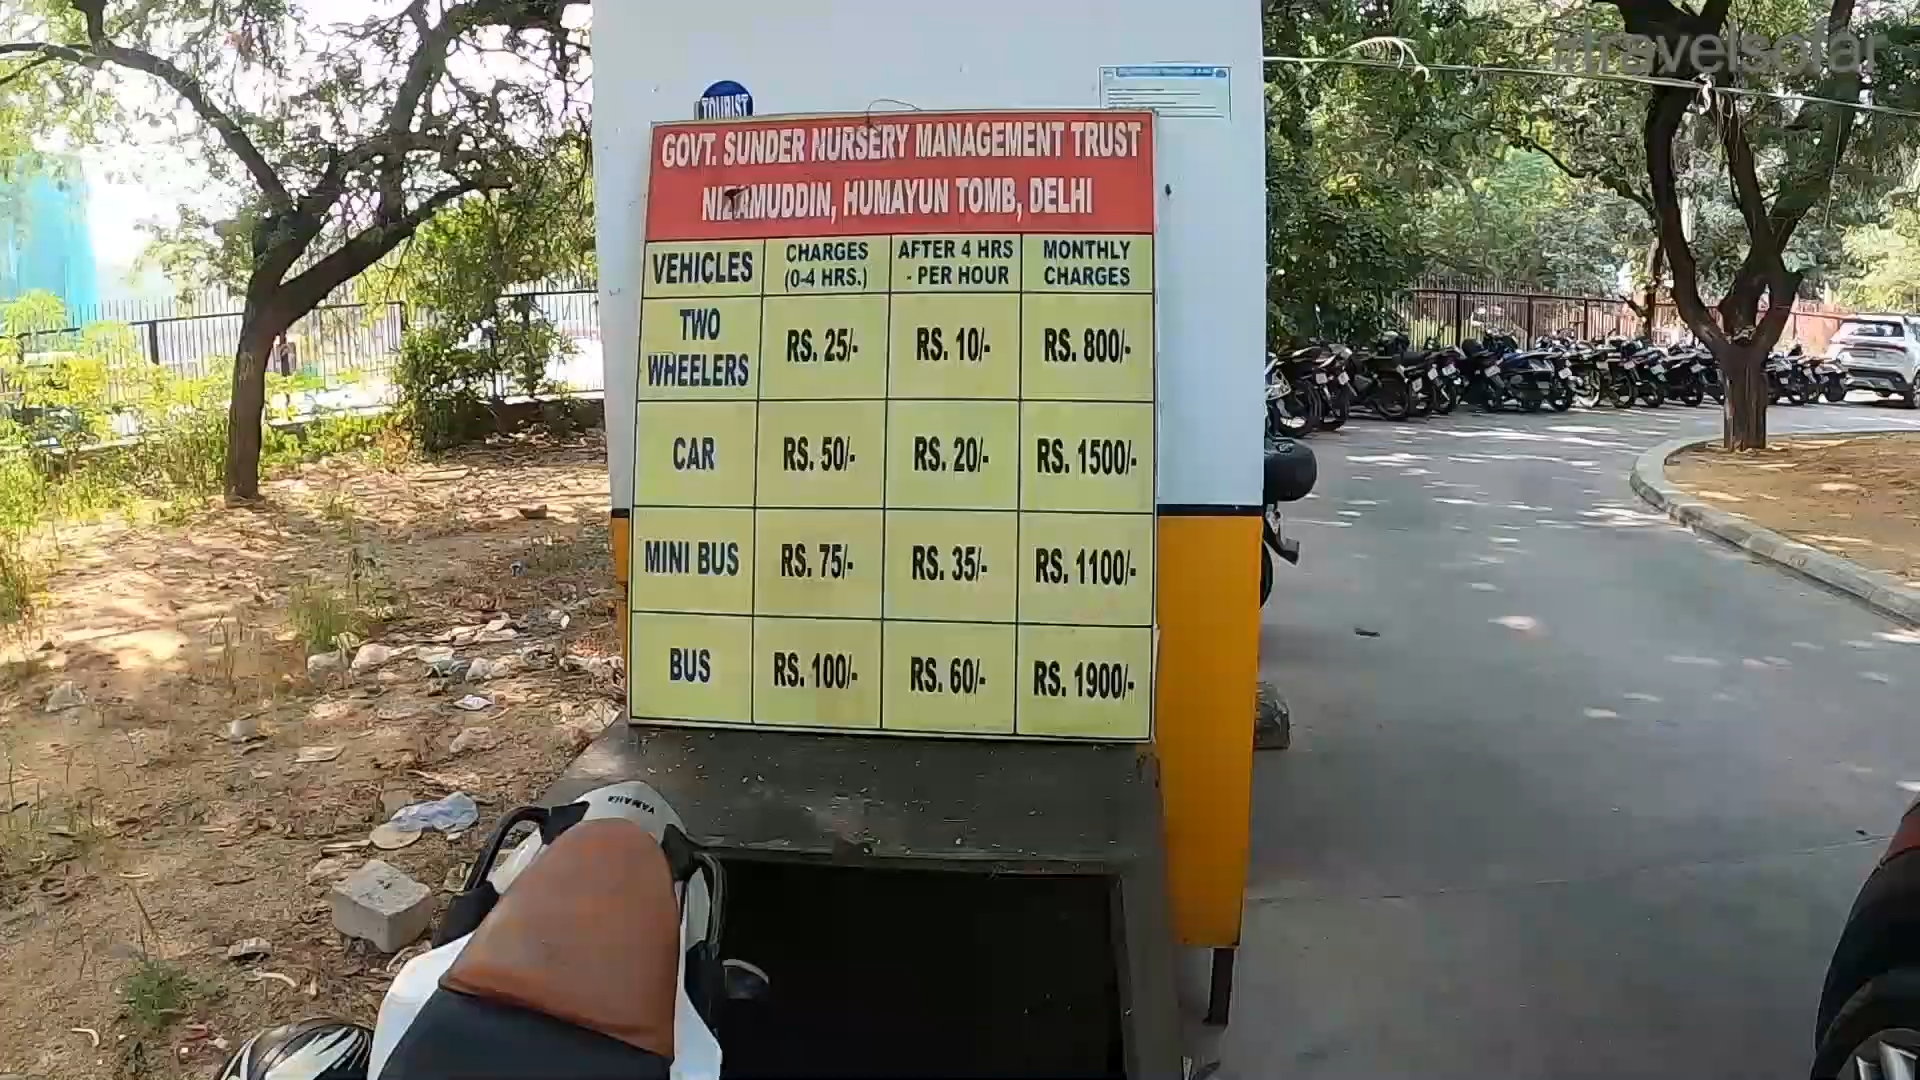 #travelsofar
TOURIST
GOVT. SUNDER NURSERY MANAGEMENT TRUST
NIZAMUDDIN, HUMAYUN TOMB, DELHI
VEHICLES
CHARGES
(0-4 HRS.)
AFTER 4 HRS
- PER HOUR
MONTHLY
CHARGES
TWO
WHEELERS
RS. 25/-
RS. 10/-
RS. 800/-
CAR
RS. 50/-
RS. 20/-
RS. 1500/-
MINI BUS
RS. 75/-
RS. 35/-
RS. 1100/-
BUS
RS. 100/-
RS. 60/-
RS. 1900/-
YAMAHA